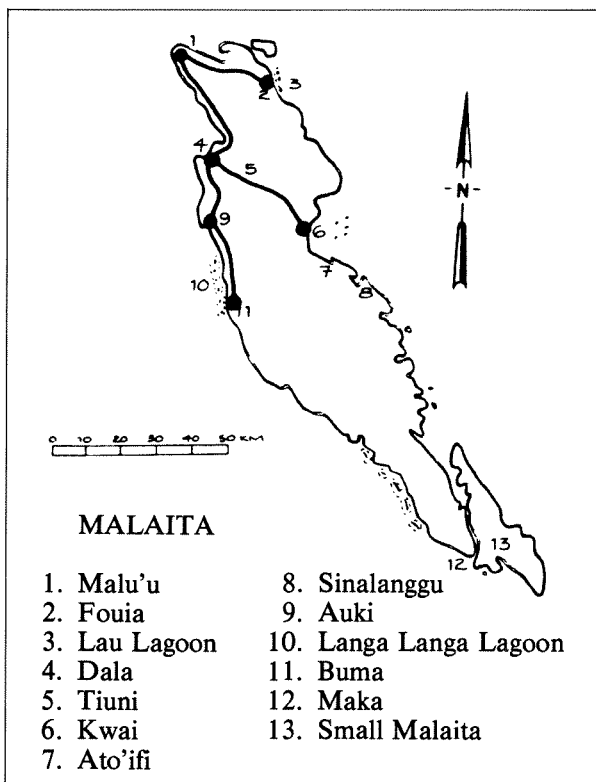 1
2
3
4
5
6
7
8
9
10
11
12
13
-N-
0 10 20 30 40 50 KM
MALAITA
1. Malu'u
2. Fouia
3. Lau Lagoon
4. Dala
5. Tiuni
6. Kwai
7. Ato'ifi
8. Sinalanggu
9. Auki
10. Langa Langa Lagoon
11. Buma
12. Maka
13. Small Malaita